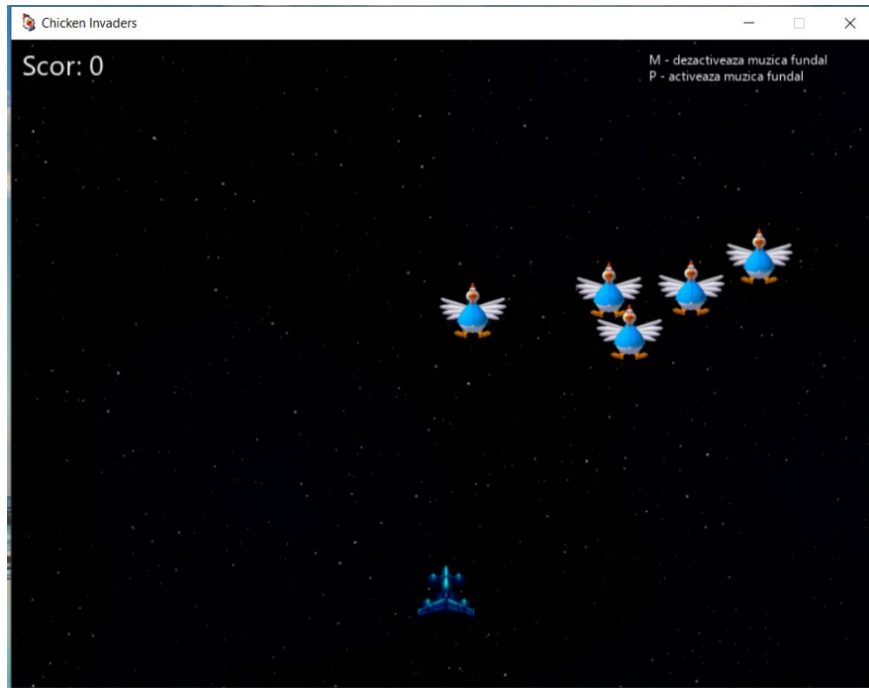 Chicken Invaders
Scor: 0
M - dezactiveaza muzica fundal
P - activeaza muzica fundal